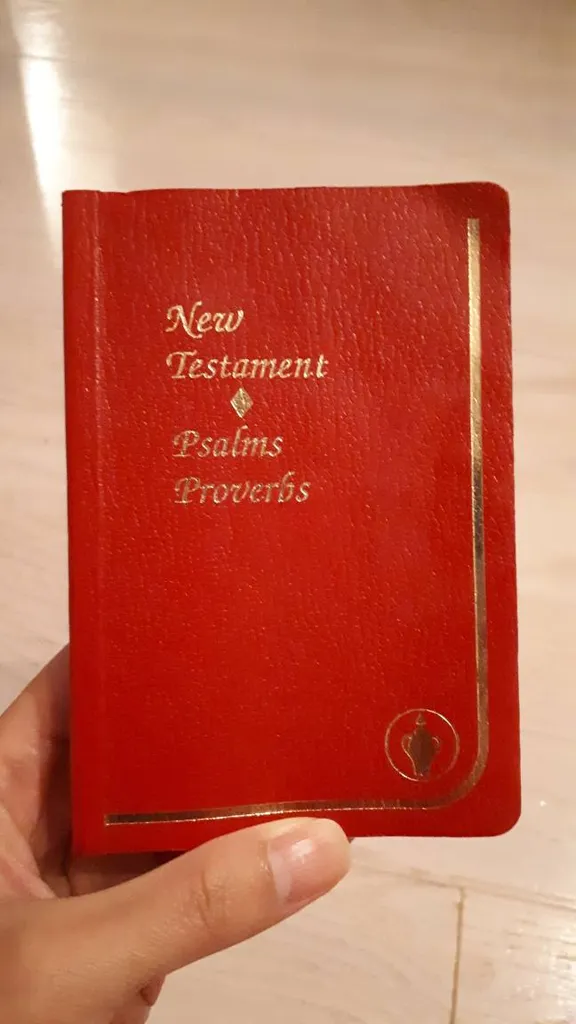 New
Testament
Psalms
Proverbs